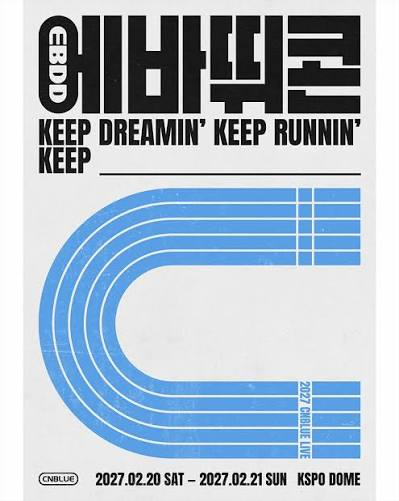 EBDD
에바뛰콘
KEEP DREAMIN' KEEP RUNNIN'
KEEP
2027 CNBLUE LIVE
CNBLUE
2027.02.20 SAT – 2027.02.21 SUN KSPO DOME